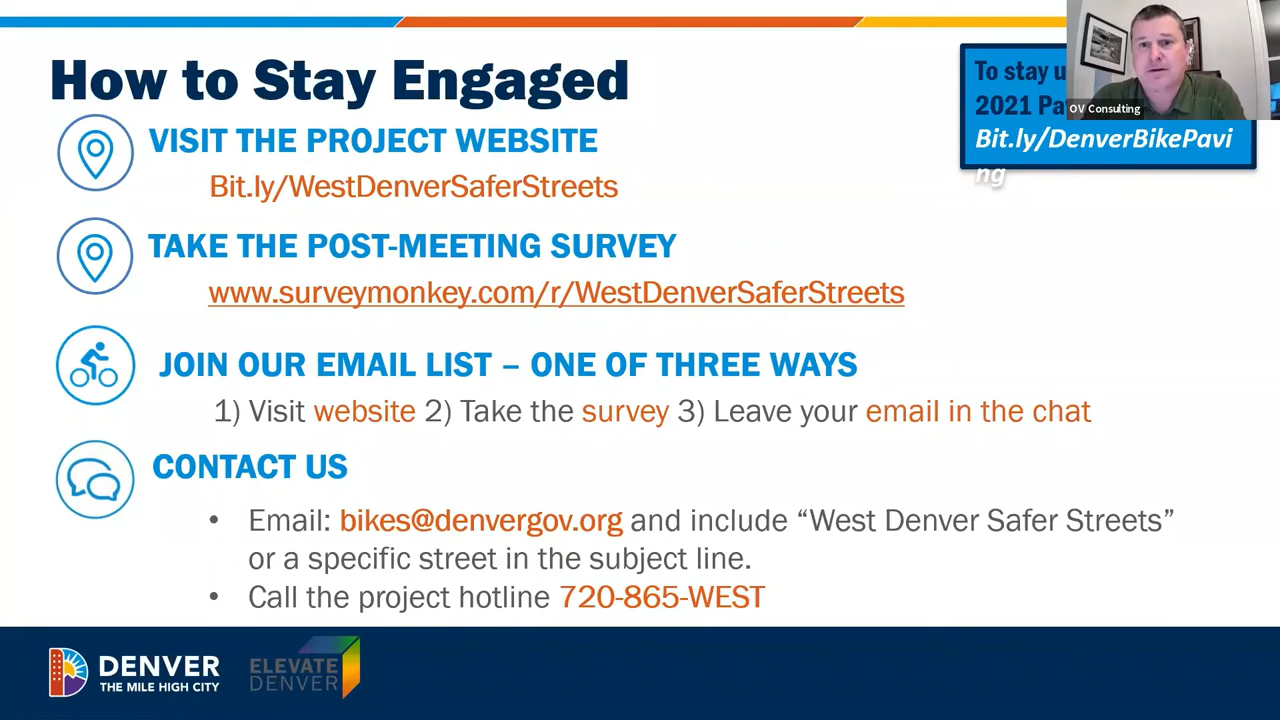 How to Stay Engaged
To stay u
2021 Pa
Bit.ly/DenverBikePavi
ng
OV Consulting
VISIT THE PROJECT WEBSITE
Bit.ly/WestDenverSaferStreets
TAKE THE POST-MEETING SURVEY
www.surveymonkey.com/r/WestDenverSaferStreets
JOIN OUR EMAIL LIST – ONE OF THREE WAYS
1) Visit website 2) Take the survey 3) Leave your email in the chat
CONTACT US
• Email: bikes@denvergov.org and include “West Denver Safer Streets”
or a specific street in the subject line.
• Call the project hotline 720-865-WEST
DENVER
THE MILE HIGH CITY
ELEVATE
DENVER